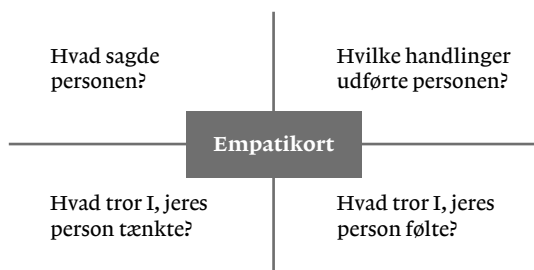 Hvad sagde
personen?
Hvilke handlinger
udførte personen?
Empatikort
Hvad tror I, jeres
person tænkte?
Hvad tror I, jeres
person følte?